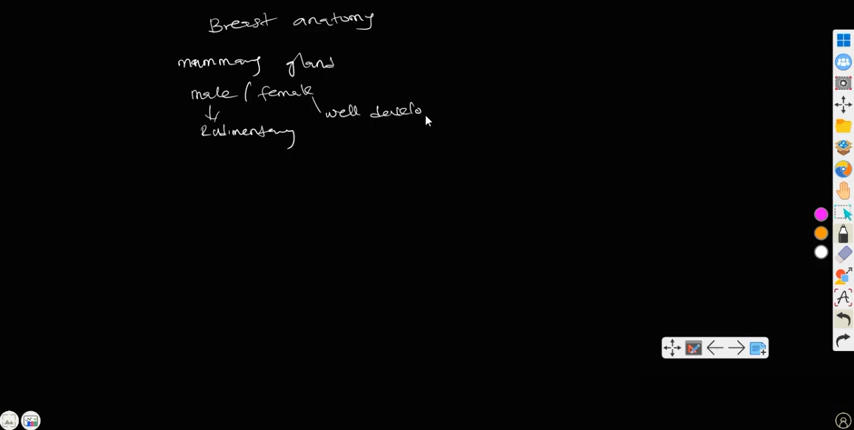 Breast anatomy
mammary gland
male / female
well develo
Rudimentary